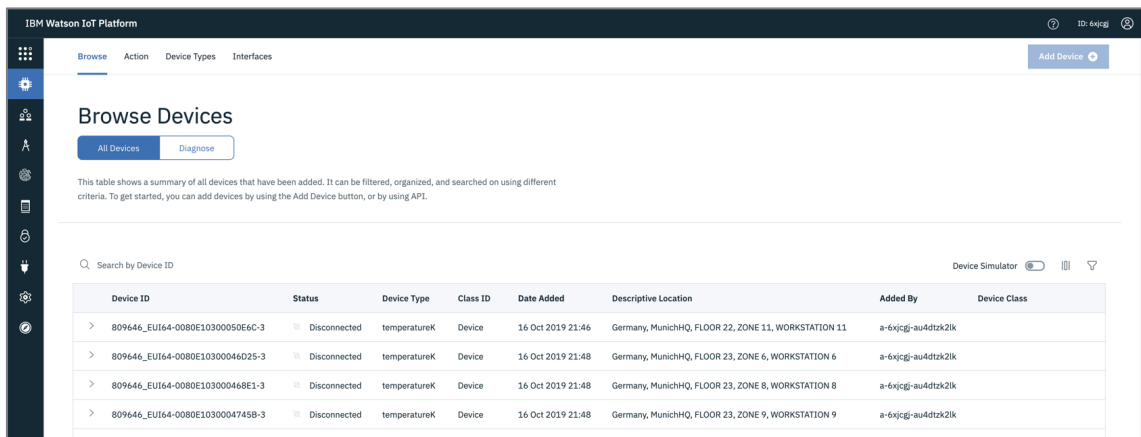 IBM Watson IoT Platform
ID: 6xjcgj
Browse Action Device Types Interfaces
Add Device
Browse Devices
All Devices Diagnose
This table shows a summary of all devices that have been added. It can be filtered, organized, and searched on using different
criteria. To get started, you can add devices by using the Add Device button, or by using API.
Search by Device ID
Device Simulator
Device ID Status Device Type Class ID Date Added Descriptive Location Added By Device Class
809646_EUI64-0080E10300050E6C-3 Disconnected temperatureK Device 16 Oct 2019 21:46 Germany, MunichHQ, FLOOR 22, ZONE 11, WORKSTATION 11 a-6xjcgj-au4dtzk2lk
809646_EUI64-0080E10300046D25-3 Disconnected temperatureK Device 16 Oct 2019 21:48 Germany, MunichHQ, FLOOR 23, ZONE 6, WORKSTATION 6 a-6xjcgj-au4dtzk2lk
809646_EUI64-0080E103000468E1-3 Disconnected temperatureK Device 16 Oct 2019 21:48 Germany, MunichHQ, FLOOR 23, ZONE 8, WORKSTATION 8 a-6xjcgj-au4dtzk2lk
809646_EUI64-0080E1030004745B-3 Disconnected temperatureK Device 16 Oct 2019 21:48 Germany, MunichHQ, FLOOR 23, ZONE 9, WORKSTATION 9 a-6xjcgj-au4dtzk2lk